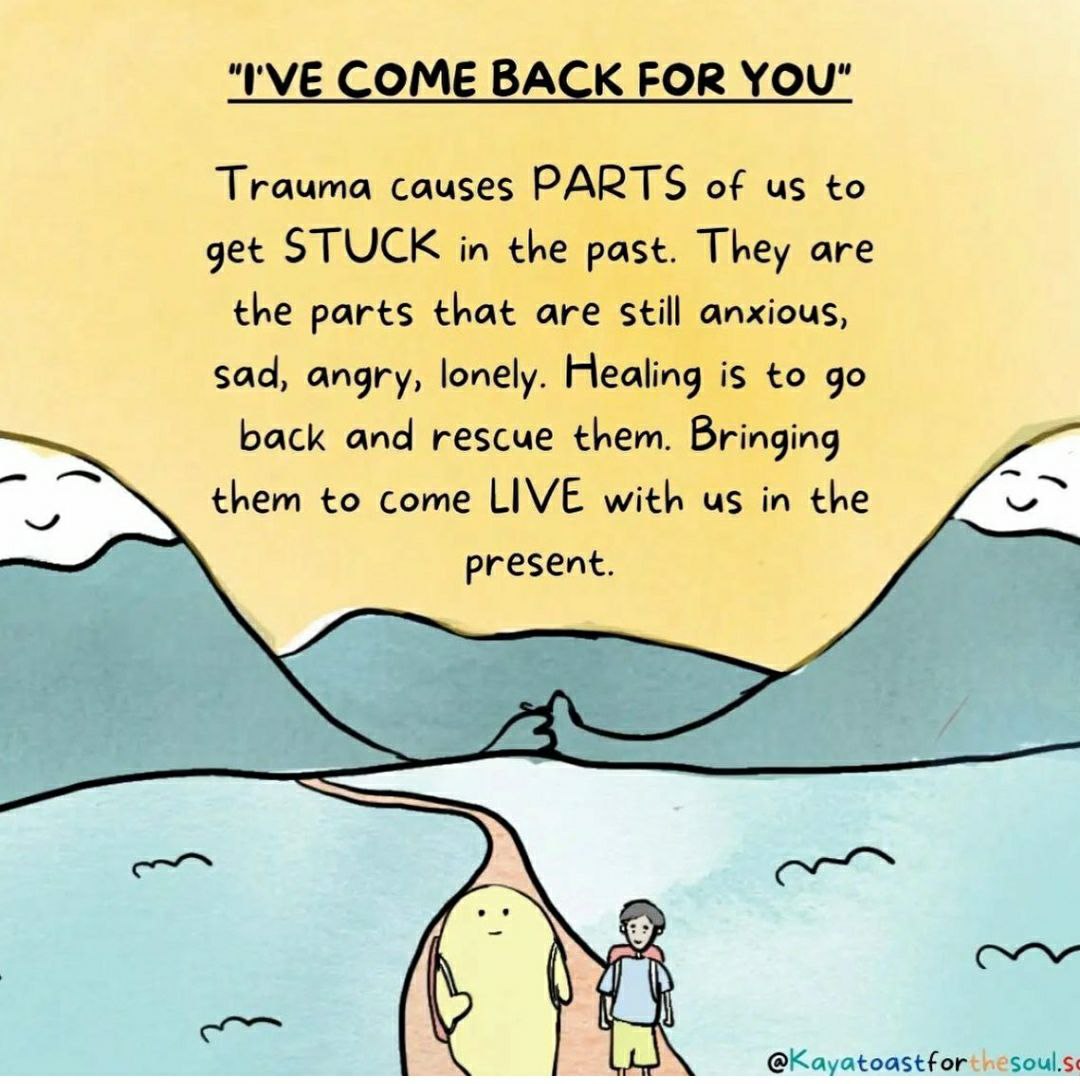 "I'VE COME BACK FOR YOU"
Trauma causes PARTS of us to
get STUCK in the past. They are
the parts that are still anxious,
sad, angry, lonely. Healing is to go
back and rescue them. Bringing
them to come LIVE with us in the
present.
@Kayatoastforthesoul.s